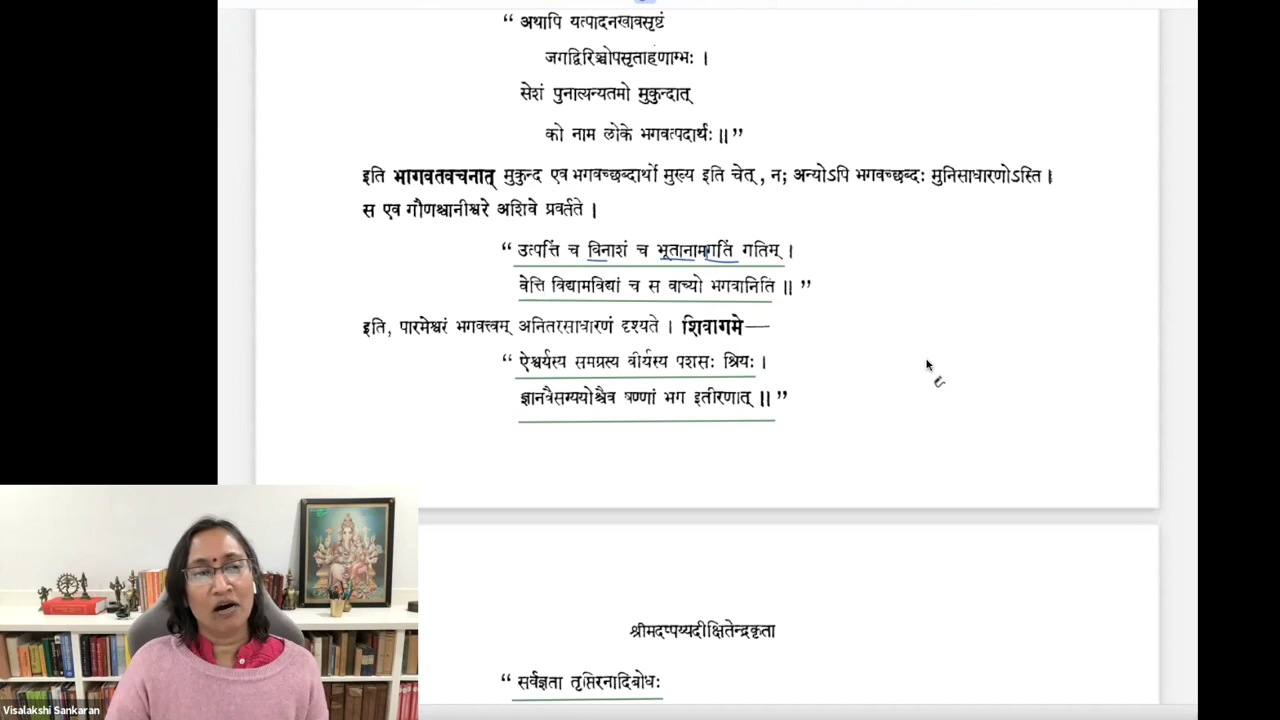 “ अथापि यत्पादनखावसृष्टं
जगद्विरिञ्चोपसृतार्हणाम्भः ।
सेशं पुनात्यन्यतमो मुकुन्दात्
को नाम लोके भगवत्पदार्थः ॥ ”
इति भागवतवचनात् मुकुन्द एव भगवच्छब्दार्थो मुख्य इति चेत् , न; अन्योऽपि भगवच्छब्दः मुनिसाधारणोऽस्ति ।
स एव गौणश्चानीश्वरे अशिवे प्रवर्तते ।
“ उत्पत्तिं च विनाशं च भूतानामगतिं गतिम् ।
वेत्ति विद्यामविद्यां च स वाच्यो भगवानिति ॥ ”
इति, पारमेश्वरं भगवत्त्वम् अनितरसाधारणं दृश्यते । शिवागमे—
“ ऐश्वर्यस्य समग्रस्य वीर्यस्य यशसः श्रियः ।
ज्ञानवैराग्ययोश्चैव षण्णां भग इतीरणात् ॥ ”
श्रीमदप्पय्यदीक्षितेन्द्रकृता
“ सर्वज्ञता तृप्तिरनादिबोधः
Visalakshi Sankaran